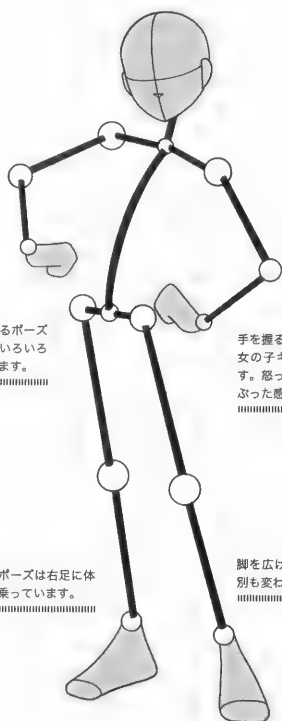 るポーズ
いろいろ
ます。
手を握る
女の子キ
す。怒っ
ぶった感
ポーズは右足に体
乗っています。
脚を広げ
別も変わ